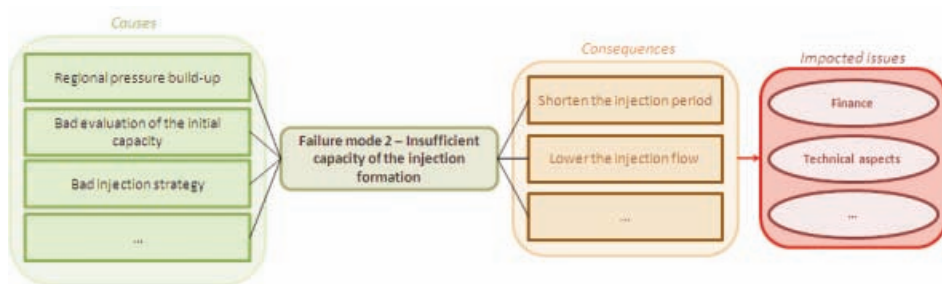 Causes
Regional pressure build-up
Bad evaluation of the initial
capacity
Bad injection strategy
...
Failure mode 2 – Insufficient
capacity of the injection
formation
Consequences
Shorten the injection period
Lower the injection flow
...
Impacted issues
Finance
Technical aspects
...